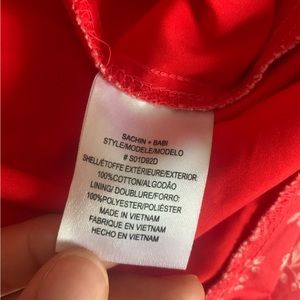 SACHIN + BABI
STYLE/MODELE/MODELO
# S01D92D
SHELL/ETOFFE EXTÉRIEURE/EXTERIOR:
100%COTTON/ALGODÃO
LINING/ DOUBLURE/FORRO:
100%POLYESTER/POLIÉSTER
MADE IN VIETNAM
FABRIQUE EN VIETNAM
HECHO EN VIETNAM